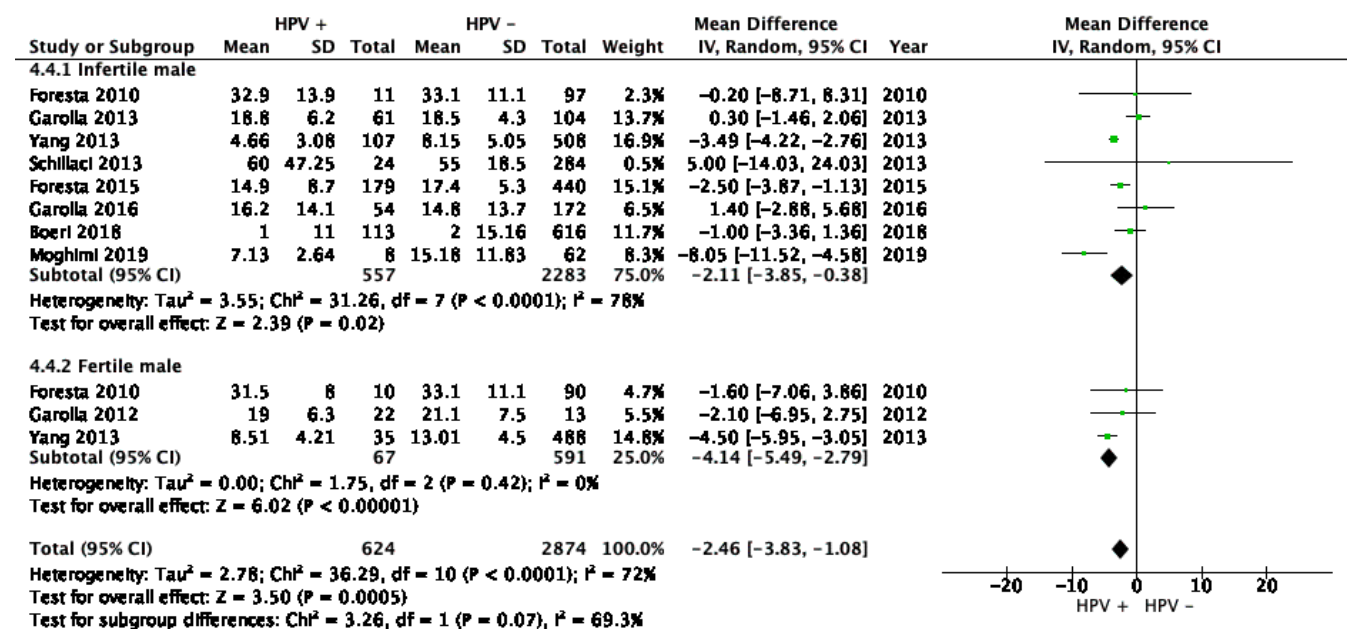 HPV + HPV – Mean Difference Mean Difference
Study or Subgroup Mean SD Total Mean SD Total Weight IV, Random, 95% CI Year IV, Random, 95% CI
4.4.1 Infertile male
Foresta 2010 32.9 13.9 11 33.1 11.1 97 2.3% −0.20 [−8.71, 8.31] 2010
Garolla 2013 18.8 6.2 61 18.5 4.3 104 13.7% 0.30 [−1.46, 2.06] 2013
Yang 2013 4.66 3.08 107 8.15 5.05 508 16.9% −3.49 [−4.22, −2.76] 2013
Schillaci 2013 60 47.25 24 55 18.5 284 0.5% 5.00 [−14.03, 24.03] 2013
Foresta 2015 14.9 8.7 179 17.4 5.3 440 15.1% −2.50 [−3.87, −1.13] 2015
Garolla 2016 16.2 14.1 54 14.8 13.7 172 6.5% 1.40 [−2.88, 5.68] 2016
Boeri 2018 1 11 113 2 15.16 616 11.7% −1.00 [−3.36, 1.36] 2018
Moghimi 2019 7.13 2.64 8 15.18 11.83 62 8.3% −8.05 [−11.52, −4.58] 2019
Subtotal (95% CI) 557 2283 75.0% −2.11 [−3.85, −0.38]
Heterogeneity: Tau² = 3.55; Chi² = 31.26, df = 7 (P < 0.0001); I² = 78%
Test for overall effect: Z = 2.39 (P = 0.02)
4.4.2 Fertile male
Foresta 2010 31.5 8 10 33.1 11.1 90 4.7% −1.60 [−7.06, 3.86] 2010
Garolla 2012 19 6.3 22 21.1 7.5 13 5.5% −2.10 [−6.95, 2.75] 2012
Yang 2013 8.51 4.21 35 13.01 4.5 488 14.8% −4.50 [−5.95, −3.05] 2013
Subtotal (95% CI) 67 591 25.0% −4.14 [−5.49, −2.79]
Heterogeneity: Tau² = 0.00; Chi² = 1.75, df = 2 (P = 0.42); I² = 0%
Test for overall effect: Z = 6.02 (P < 0.00001)
Total (95% CI) 624 2874 100.0% −2.46 [−3.83, −1.08]
Heterogeneity: Tau² = 2.78; Chi² = 36.29, df = 10 (P < 0.0001); I² = 72%
Test for overall effect: Z = 3.50 (P = 0.0005)
Test for subgroup differences: Chi² = 3.26, df = 1 (P = 0.07), I² = 69.3%
−20 −10 0 10 20
HPV + HPV −